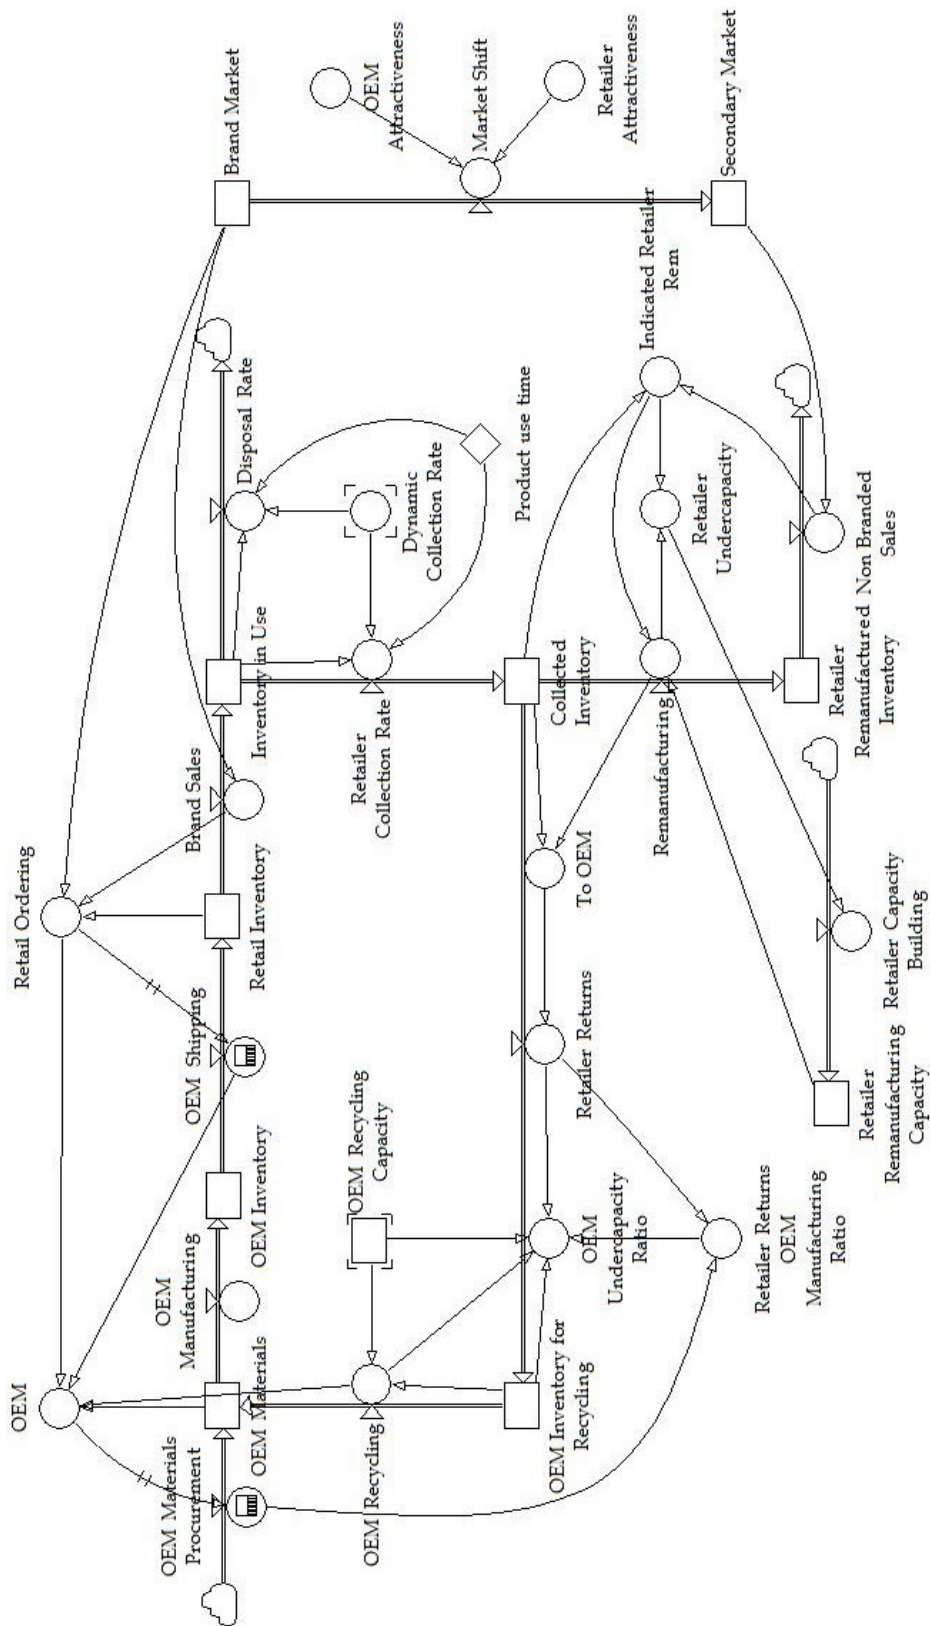 OEM
Retail Ordering
OEM Materials
Procurement
OEM
Manufacturing
OEM Shipping
Brand Sales
Brand Market
OEM Materials
OEM Inventory
Retail Inventory
Inventory in Use
Disposal Rate
OEM
Attractiveness
OEM Recycling
OEM Recycling
Capacity
Retailer
Collection Rate
Dynamic
Collection Rate
Market Shift
Product use time
Retailer
Attractiveness
OEM Inventory for
Recycling
OEM
Undercapacity
Ratio
Retailer Returns
To OEM
Collected
Inventory
Remanufacturing
Retailer
Undercapacity
Indicated Retailer
Rem
Secondary Market
Retailer Returns
OEM
Manufacturing
Ratio
Retailer
Remanufacturing
Capacity
Retailer Capacity
Building
Retailer
Remanufactured
Inventory
Non Branded
Sales